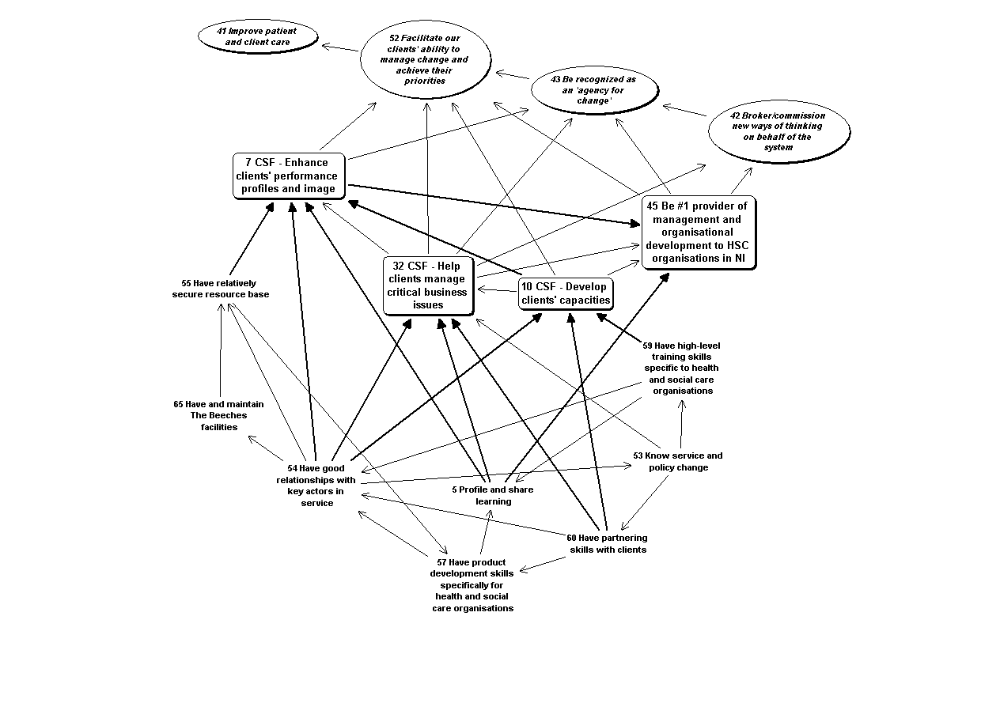 41 Improve patient
and client care
52 Facilitate our
clients' ability to
manage change and
achieve their
priorities
43 Be recognized as
an 'agency for
change'
42 Broker/commission
new ways of thinking
on behalf of the
system
7 CSF - Enhance
clients' performance
profiles and image
45 Be #1 provider of
management and
organisational
development to HSC
organisations in NI
32 CSF - Help
clients manage
critical business
issues
10 CSF - Develop
clients' capacities
55 Have relatively
secure resource base
59 Have high-level
training skills
specific to health
and social care
organisations
65 Have and maintain
The Beeches
facilities
53 Know service and
policy change
54 Have good
relationships with
key actors in
service
5 Profile and share
learning
60 Have partnering
skills with clients
57 Have product
development skills
specifically for
health and social
care organisations